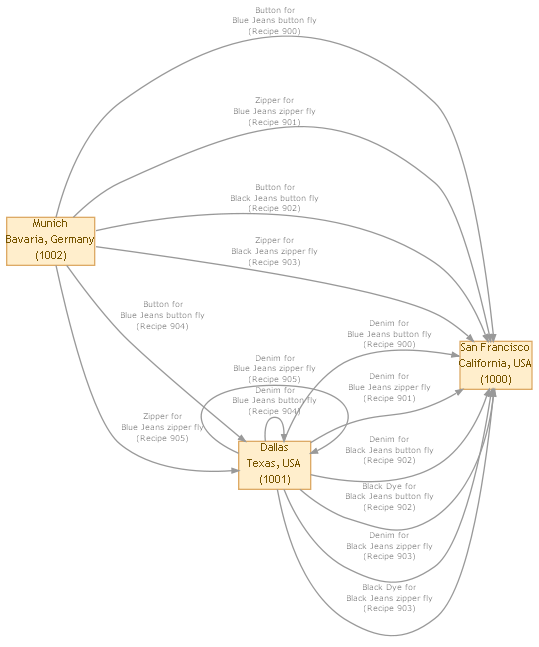 Button for
Blue Jeans button fly
(Recipe 900)
Zipper for
Blue Jeans zipper fly
(Recipe 901)
Button for
Black Jeans button fly
(Recipe 902)
Zipper for
Black Jeans zipper fly
(Recipe 903)
Munich
Bavaria, Germany
(1002)
Button for
Blue Jeans button fly
(Recipe 904)
Denim for
Blue Jeans button fly
(Recipe 900)
San Francisco
California, USA
(1000)
Denim for
Blue Jeans zipper fly
(Recipe 905)
Denim for
Blue Jeans button fly
(Recipe 904)
Denim for
Blue Jeans zipper fly
(Recipe 901)
Zipper for
Blue Jeans zipper fly
(Recipe 905)
Dallas
Texas, USA
(1001)
Denim for
Black Jeans button fly
(Recipe 902)
Black Dye for
Black Jeans button fly
(Recipe 902)
Denim for
Black Jeans zipper fly
(Recipe 903)
Black Dye for
Black Jeans zipper fly
(Recipe 903)